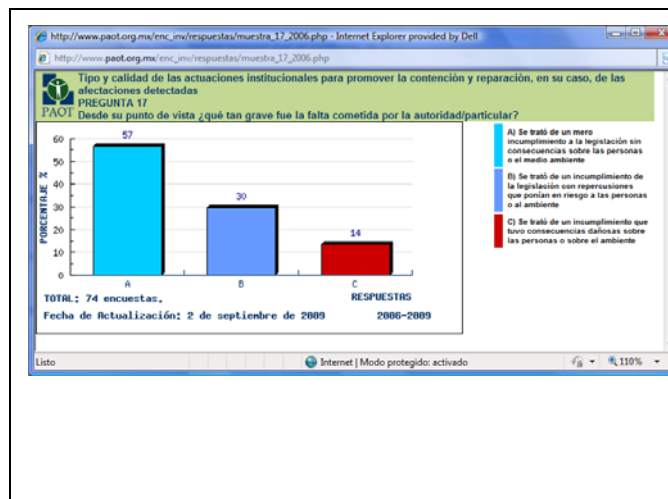 http://www.paot.org.mx/enc_inv/respuestas/muestra_17_2006.php - Internet Explorer provided by Dell
http://www.paot.org.mx/enc_inv/respuestas/muestra_17_2006.php
Tipo y calidad de las actuaciones institucionales para promover la contención y reparación, en su caso, de las
afectaciones detectadas
PREGUNTA 17
Desde su punto de vista ¿qué tan grave fue la falta cometida por la autoridad/particular?
PAOT
PORCENTAJE %
60
50
40
30
20
10
0
57
30
14
A
B
C
TOTAL: 74 encuestas.
RESPUESTAS
Fecha de Actualización: 2 de septiembre de 2009
2006-2009
A) Se trató de un mero
incumplimiento a la legislación sin
consecuencias sobre las personas
o el medio ambiente
B) Se trató de un incumplimiento de
la legislación con repercusiones
que ponían en riesgo a las personas
o al ambiente
C) Se trató de un incumplimiento que
tuvo consecuencias dañosas sobre
las personas o sobre el ambiente
Listo
Internet | Modo protegido: activado
110%